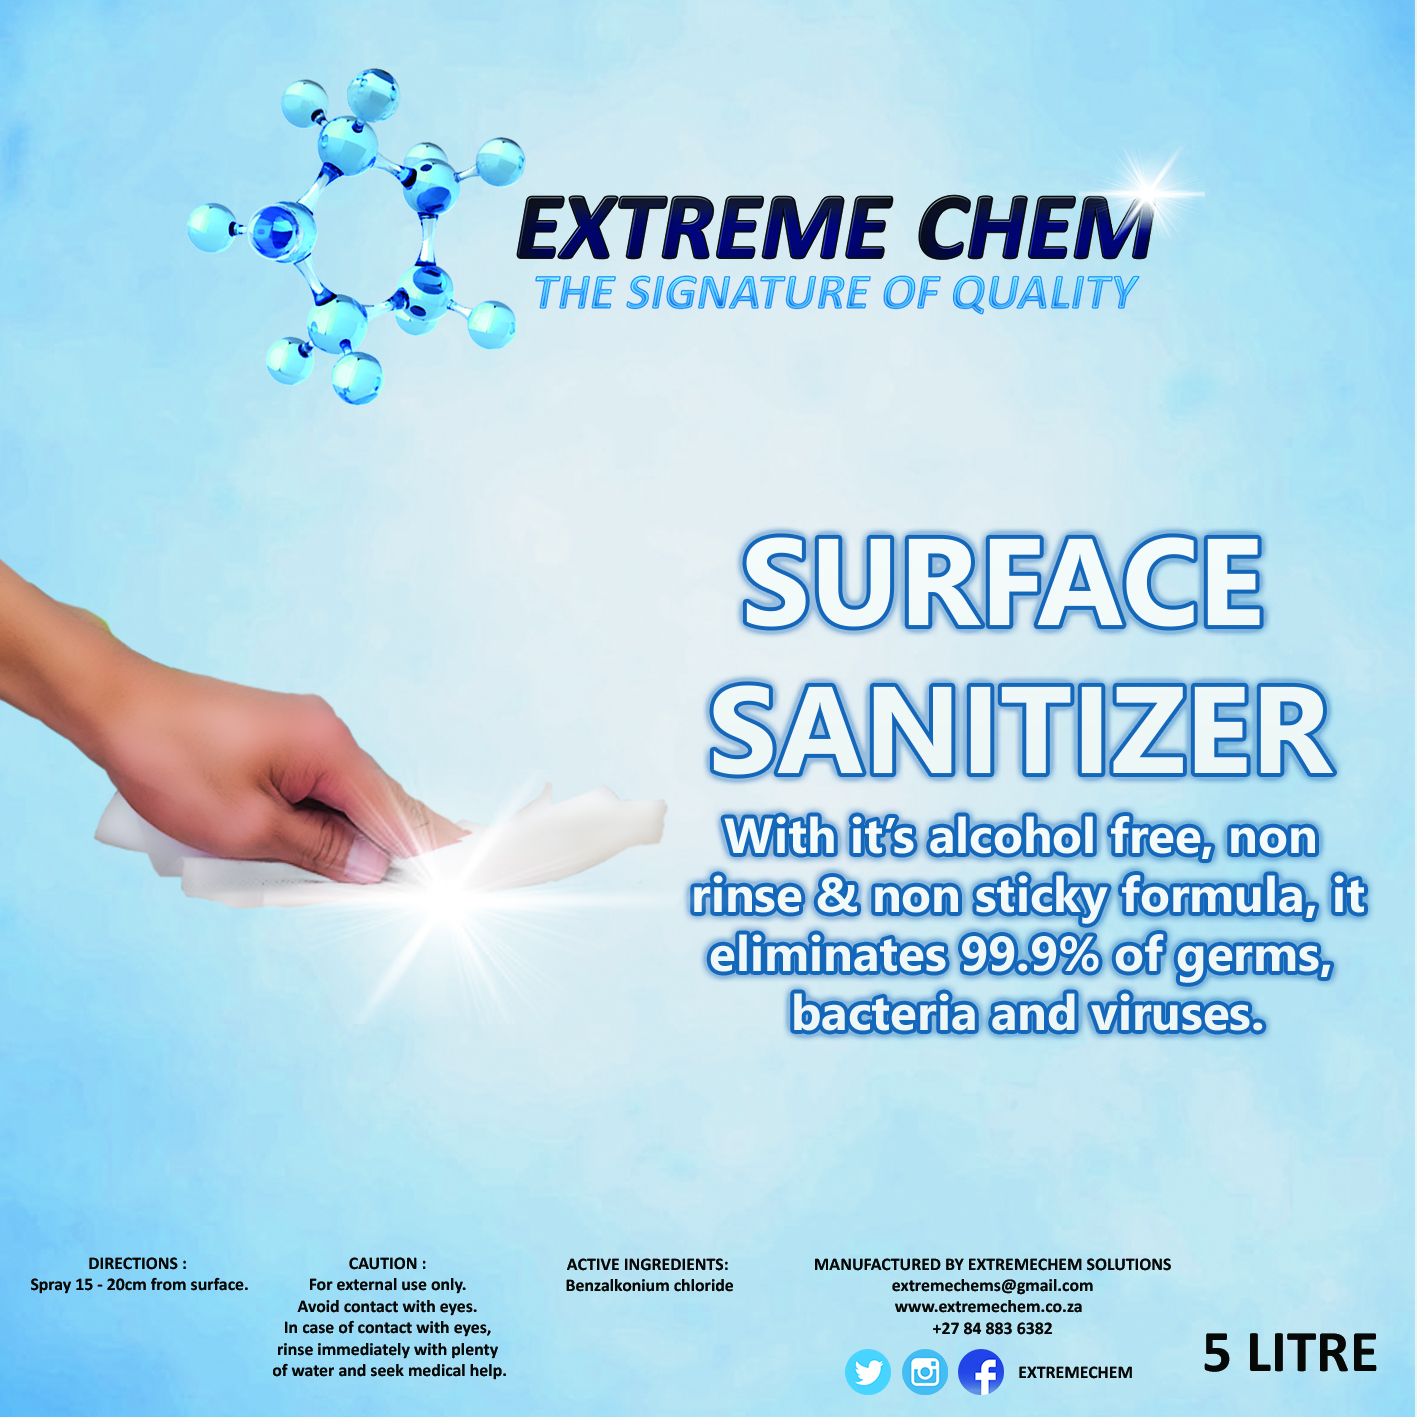 EXTREME CHEM
THE SIGNATURE OF QUALITY
SURFACE
SANITIZER
With it's alcohol free, non
rinse & non sticky formula, it
eliminates 99.9% of germs,
bacteria and viruses.
DIRECTIONS :
Spray 15 - 20cm from surface.
CAUTION :
For external use only.
Avoid contact with eyes.
In case of contact with eyes,
rinse immediately with plenty
of water and seek medical help.
ACTIVE INGREDIENTS:
Benzalkonium chloride
MANUFACTURED BY EXTREMECHEM SOLUTIONS
extremechems@gmail.com
www.extremechem.co.za
+27 84 883 6382
EXTREMECHEM
5 LITRE